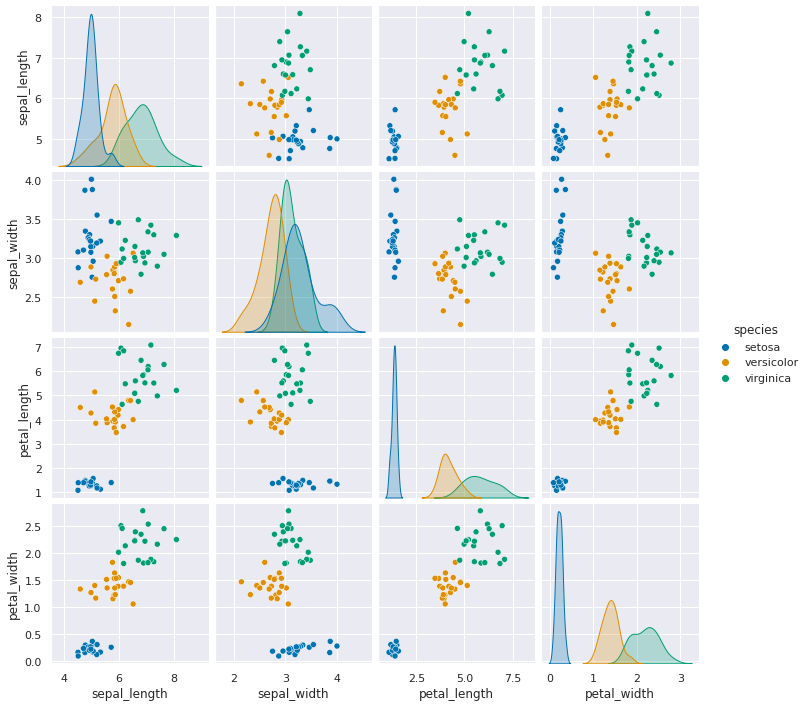 8
7
6
5
sepal_length
4.0
3.5
3.0
2.5
sepal_width
7
6
5
4
3
2
1
petal_length
2.5
2.0
1.5
1.0
0.5
0.0
petal_width
4 6 8
sepal_length
2 3 4
sepal_width
2.5 5.0 7.5
petal_length
0 1 2 3
petal_width
species
setosa
versicolor
virginica